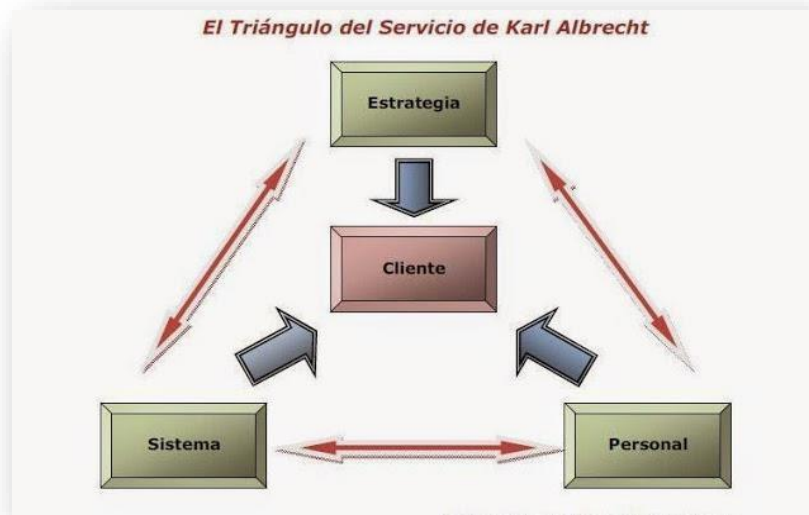 El Triángulo del Servicio de Karl Albrecht
Estrategia
Cliente
Sistema
Personal